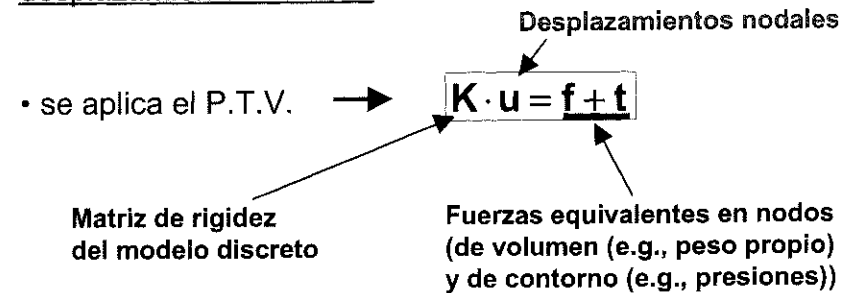 Desplazamientos nodales
• se aplica el P.T.V. → K · u = f + t
Matriz de rigidez
del modelo discreto
Fuerzas equivalentes en nodos
(de volumen (e.g., peso propio)
y de contorno (e.g., presiones))